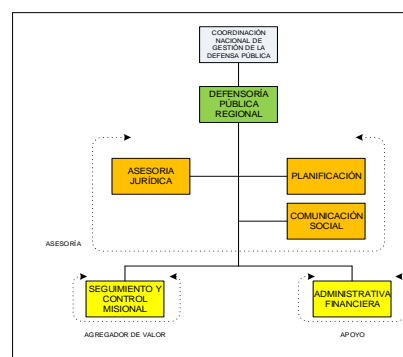 COORDINACIÓN
NACIONAL DE
GESTIÓN DE LA
DEFENSA PÚBLICA
DEFENSORÍA
PÚBLICA
REGIONAL
ASESORIA
JURÍDICA
PLANIFICACIÓN
COMUNICACIÓN
SOCIAL
ASESORÍA
SEGUIMIENTO Y
CONTROL
MISIONAL
ADMINISTRATIVA
FINANCIERA
AGREGADOR DE VALOR
APOYO